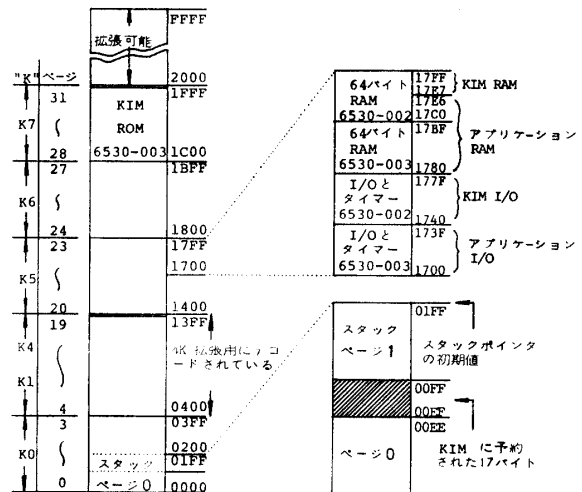 FFFF
拡張可能
"K" ページ
2000
31
1FFF
KIM
ROM
6530-003
K7
28
1C00
27
1BFF
K6
24
1800
23
17FF
1700
K5
20
1400
19
13FF
K4
4K 拡張用にデコ
ードされている
K1
4
0400
3
03FF
0200
K0
スタック
01FF
0
ページ0
0000
64バイト
RAM
6530-002
17FF
17E7
KIM RAM
17E6
17C0
64バイト
RAM
6530-003
17BF
1780
アプリケーション
RAM
I/Oと
タイマー
6530-002
177F
1740
KIM I/O
I/Oと
タイマー
6530-003
173F
1700
アプリケーション
I/O
01FF
スタック
ページ1
スタックポインタ
の初期値
00FF
00EF
00EE
ページ0
KIM に予約
された17バイト